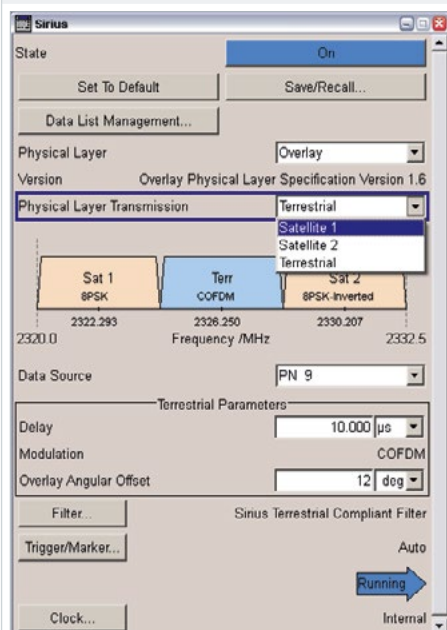 Sirius
State On
Set To Default Save/Recall...
Data List Management...
Physical Layer Overlay
Version Overlay Physical Layer Specification Version 1.6
Physical Layer Transmission Terrestrial
Satellite 1
Satellite 2
Terrestrial
Sat 1 Terr Sat 2
8PSK COFDM 8PSK-Inverted
2322.293 2326.250 2330.207
2320.0 Frequency /MHz 2332.5
Data Source PN 9
Terrestrial Parameters
Delay 10.000 µs
Modulation COFDM
Overlay Angular Offset 12 deg
Filter... Sirius Terrestrial Compliant Filter
Trigger/Marker... Auto
Running
Clock... Internal